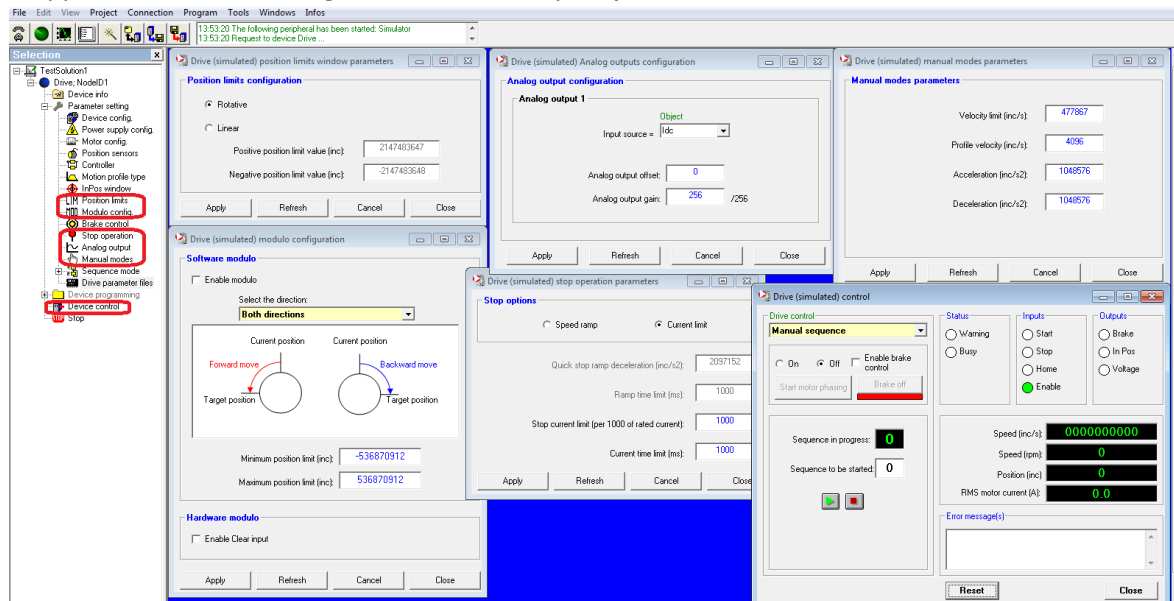 File Edit View Project Connection Program Tools Windows Infos
13:53:20 The following peripheral has been started: Simulator
13:53:20 Request to device Drive ...
Selection
TestSolution1
Drive: NodeID1
Device info
Parameter setting
Device config.
Power supply config.
Motor config.
Position sensors
Controller
Motion profile type
InPos window
Position limits
Modulo config.
Brake control
Stop operation
Analog output
Manual modes
Sequence mode
Drive parameter files
Device programming
Device control
Stop
Drive (simulated) position limits window parameters
Position limits configuration
Rotative
Linear
Positive position limit value (inc): 2147483647
Negative position limit value (inc): -2147483648
Apply Refresh Cancel Close
Drive (simulated) modulo configuration
Software modulo
Enable modulo
Select the direction:
Both directions
Current position Current position
Forward move Backward move
Target position Target position
Minimum position limit (inc): -536870912
Maximum position limit (inc): 536870912
Hardware modulo
Enable Clear input
Apply Refresh Cancel Close
Drive (simulated) Analog outputs configuration
Analog output configuration
Analog output 1
Object
Input source = Idc
Analog output offset: 0
Analog output gain: 256 /256
Apply Refresh Cancel Close
Drive (simulated) stop operation parameters
Stop options
Speed ramp Current limit
Quick stop ramp deceleration (inc/s2): 2097152
Ramp time limit (ms): 1000
Stop current limit (per 1000 of rated current): 1000
Current time limit (ms): 1000
Apply Refresh Cancel Close
Drive (simulated) manual modes parameters
Manual modes parameters
Velocity limit (inc/s): 477867
Profile velocity (inc/s): 4096
Acceleration (inc/s2): 1048576
Deceleration (inc/s2): 1048576
Apply Refresh Cancel Close
Drive (simulated) control
Drive control
Manual sequence
On Off Enable brake control
Start motor phasing Brake off
Sequence in progress: 0
Sequence to be started: 0
Status
Warning
Busy
Inputs
Start
Stop
Home
Enable
Outputs
Brake
In Pos
Voltage
Speed (inc/s): 0000000000
Speed (rpm): 0
Position (inc) 0
RMS motor current (A): 0.0
Error message(s)
Reset Close